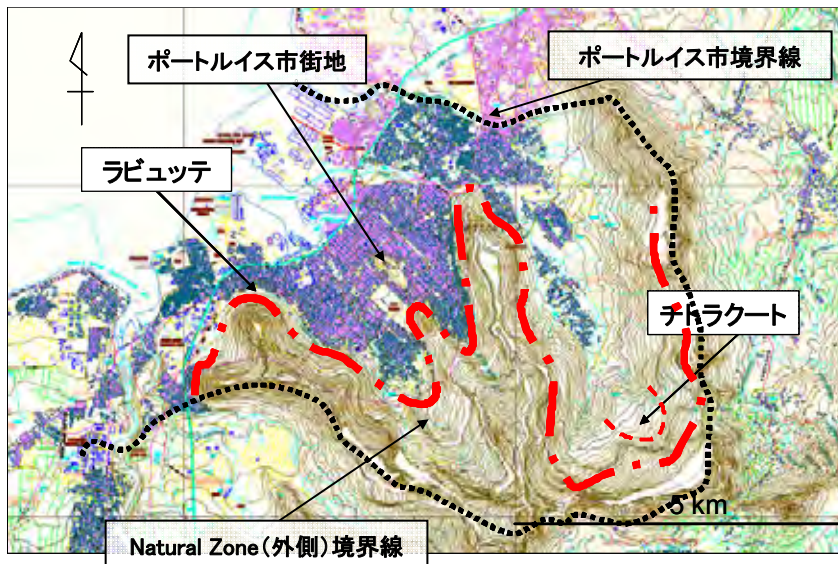 ポートルイス市街地
ポートルイス市境界線
ラビュッテ
チトラクート
5 km
Natural Zone(外側)境界線